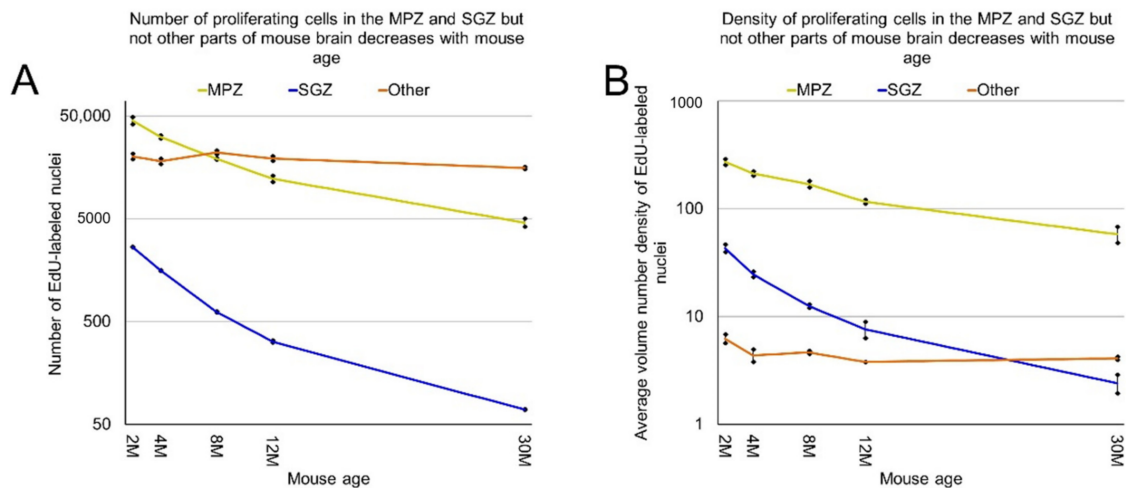 Number of proliferating cells in the MPZ and SGZ but
not other parts of mouse brain decreases with mouse
age
A
MPZ SGZ Other
50,000
5000
500
50
Number of EdU-labeled nuclei
2M 4M 8M 12M 30M
Mouse age
Density of proliferating cells in the MPZ and SGZ but
not other parts of mouse brain decreases with mouse
age
B
MPZ SGZ Other
1000
100
10
1
Average volume number density of EdU-labeled
nuclei
2M 4M 8M 12M 30M
Mouse age